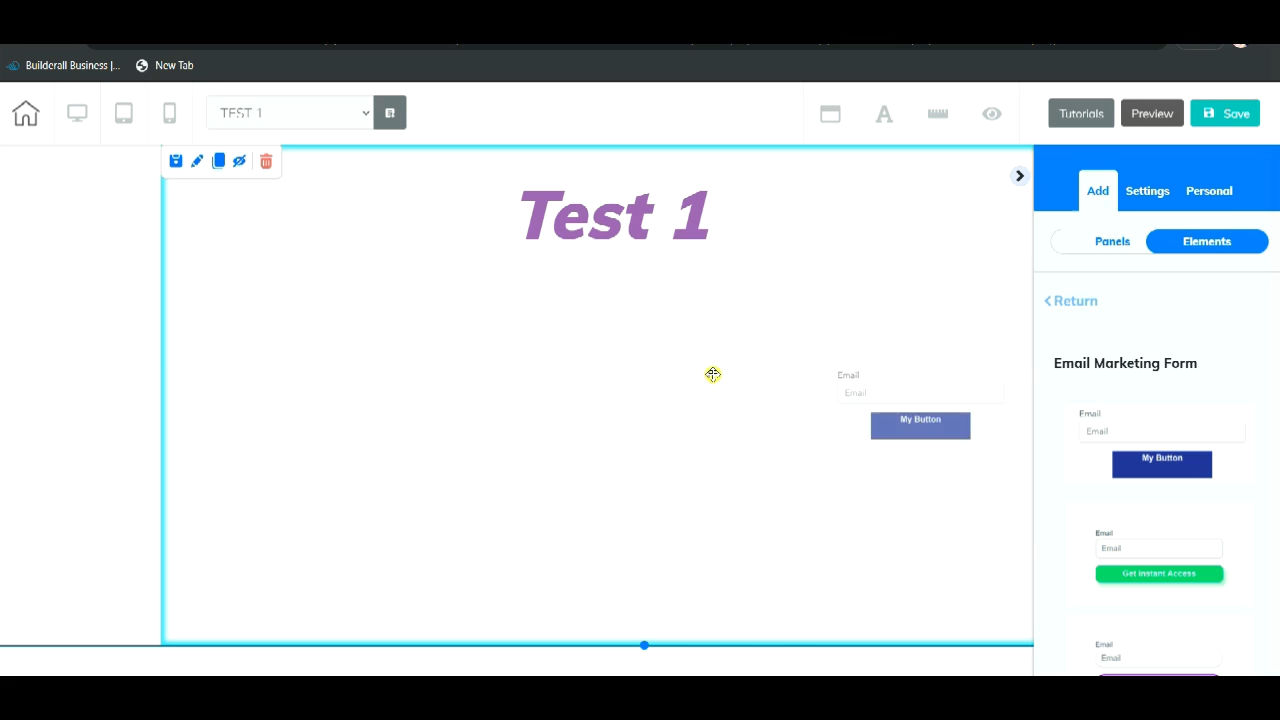 Builderall Business |...
New Tab
TEST 1
Tutorials
Preview
Save
Test 1
Add
Settings
Personal
Panels
Elements
Return
Email Marketing Form
Email
Email
My Button
Email
Email
My Button
Email
Email
Get Instant Access
Email
Email